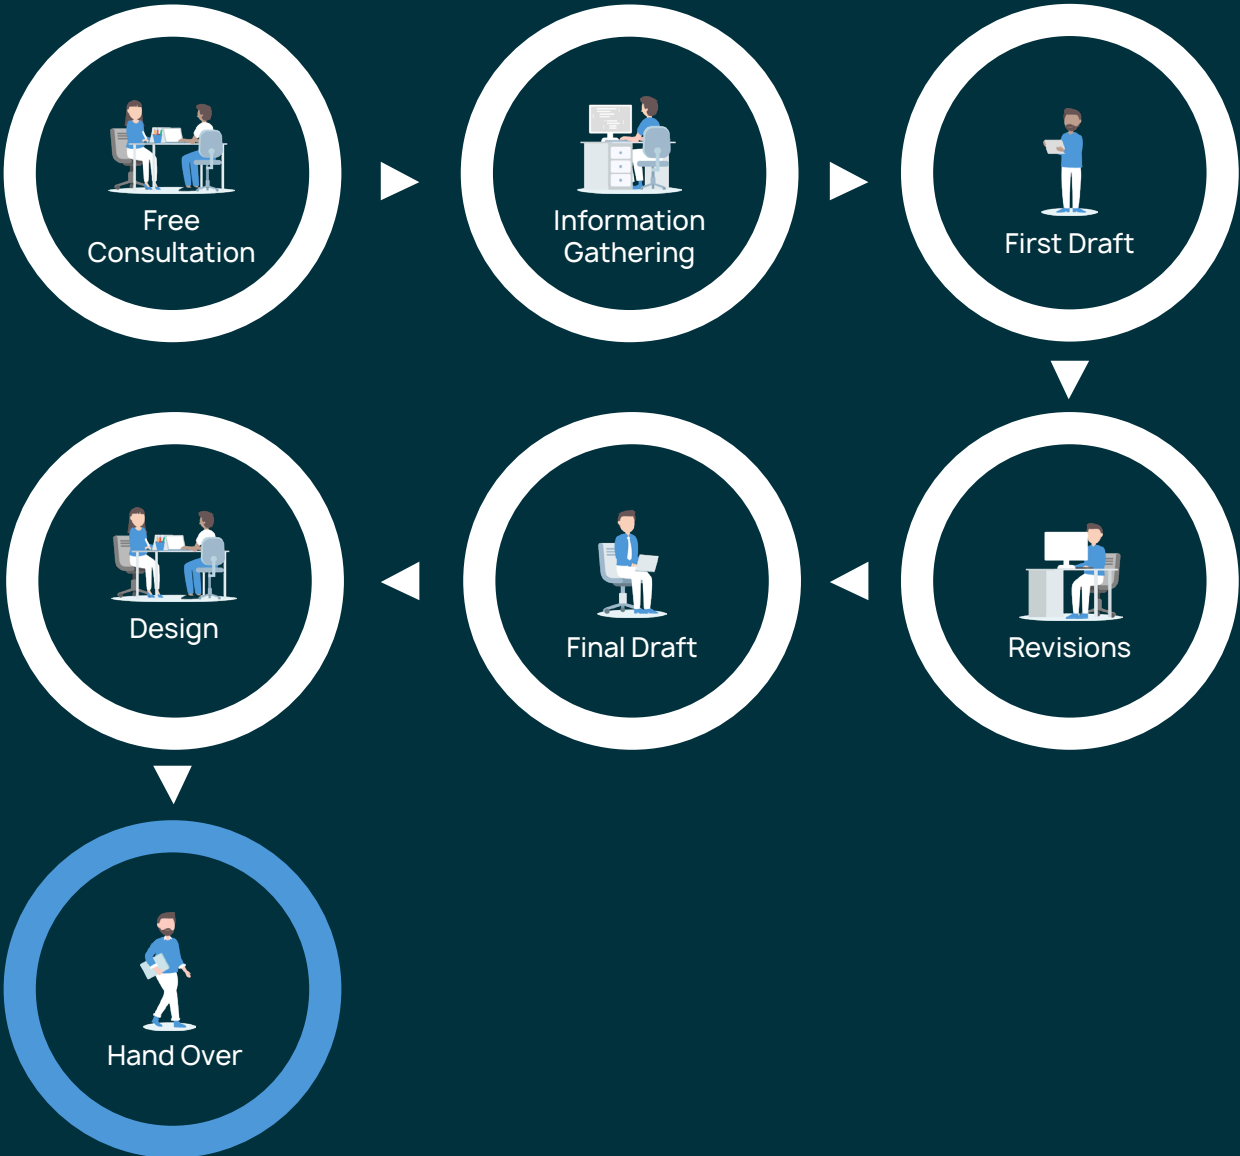 Free
Consultation
Information
Gathering
First Draft
Revisions
Final Draft
Design
Hand Over